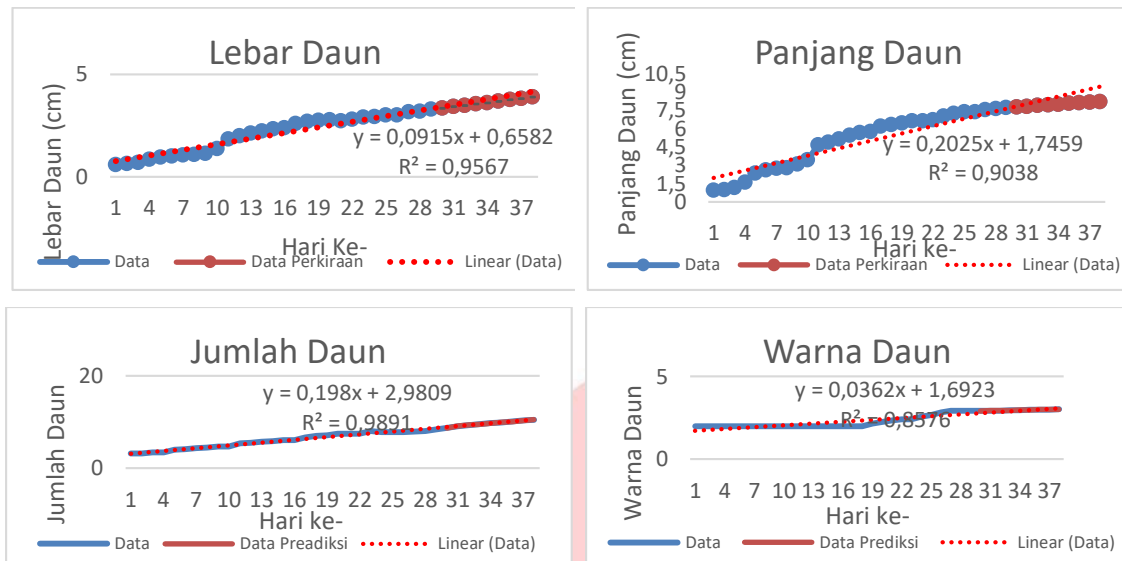 Lebar Daun
Lebar Daun (cm)
5
0
y = 0,0915x + 0,6582
R² = 0,9567
1 4 7 10 13 16 19 22 25 28 31 34 37
Hari Ke-
Data Data Perkiraan Linear (Data)
Panjang Daun
Panjang Daun (cm)
10,5
9
7,5
6
4,5
3
1,5
0
y = 0,2025x + 1,7459
R² = 0,9038
1 4 7 10 13 16 19 22 25 28 31 34 37
Hari ke-
Data Data Perkiraan Linear (Data)
Jumlah Daun
Jumlah Daun
20
0
y = 0,198x + 2,9809
R² = 0,9891
1 4 7 10 13 16 19 22 25 28 31 34 37
Hari ke-
Data Data Preadiksi Linear (Data)
Warna Daun
Warna Daun
5
0
y = 0,0362x + 1,6923
R² = 0,8576
1 4 7 10 13 16 19 22 25 28 31 34 37
Hari ke-
Data Data Prediksi Linear (Data)